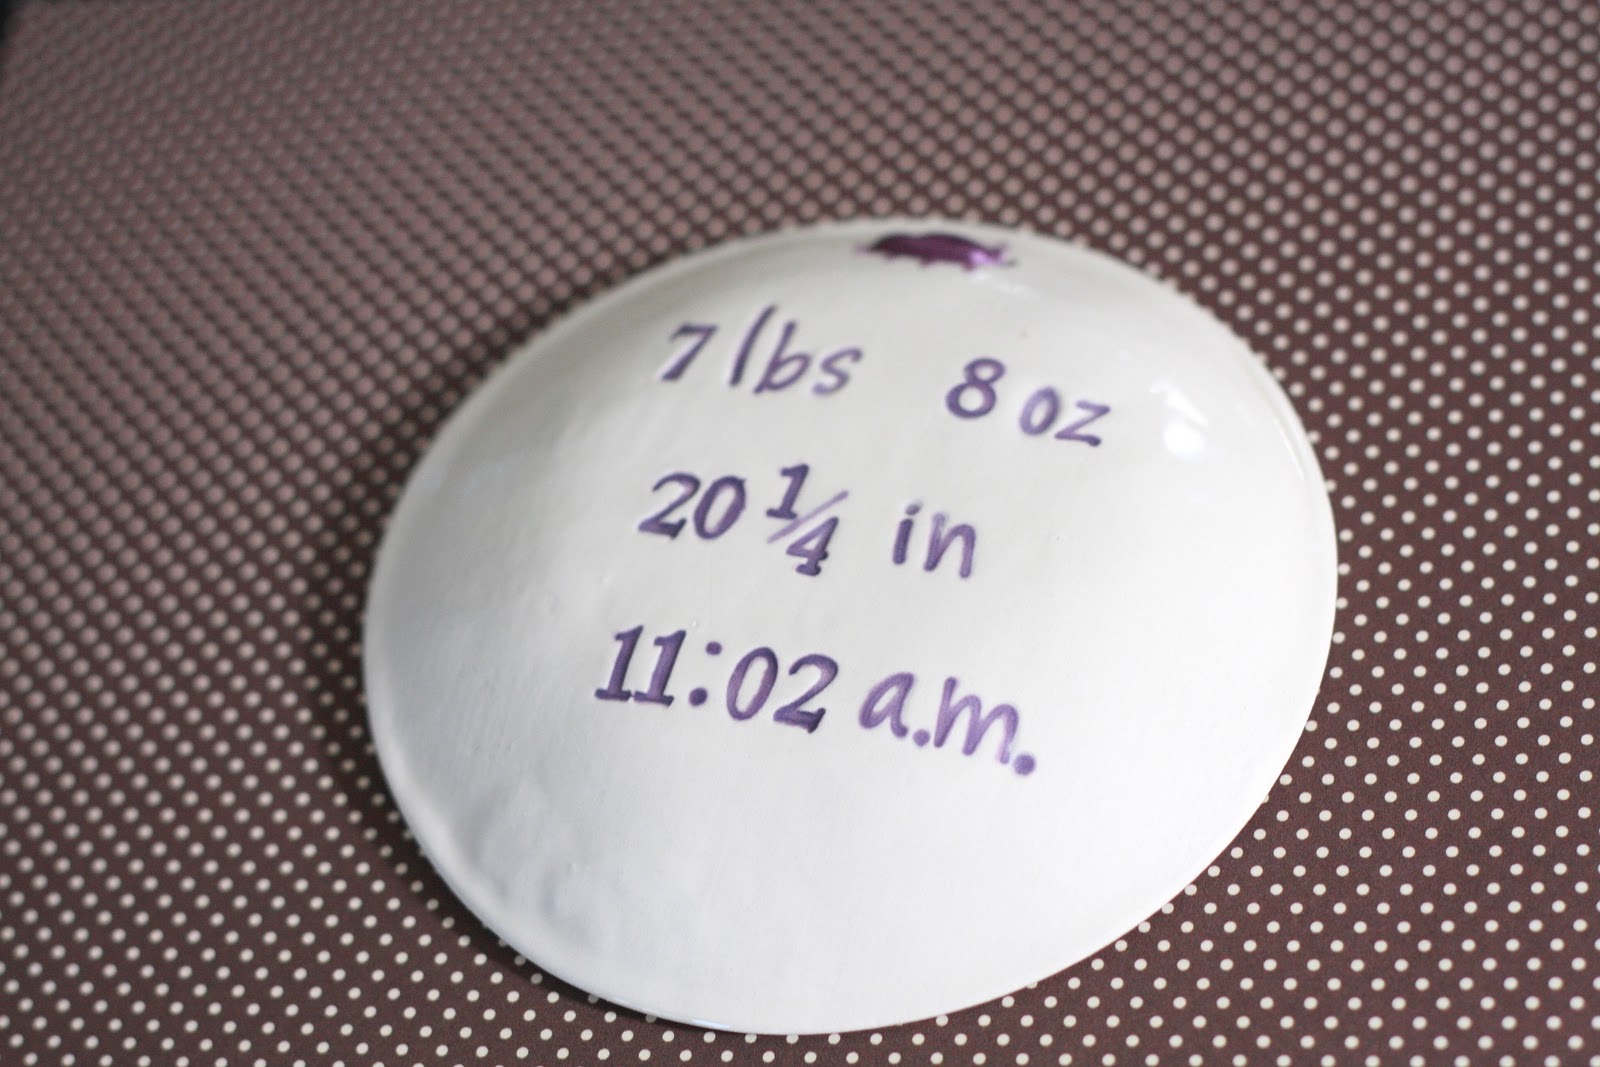 7 lbs 8 oz
20 1/4 in
11:02 a.m.